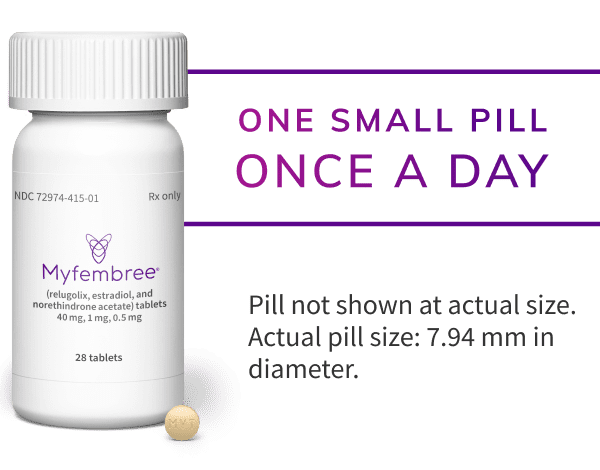 NDC 72974-415-01 Rx only
Myfembree®
(relugolix, estradiol, and
norethindrone acetate) tablets
40 mg, 1 mg, 0.5 mg
28 tablets
ONE SMALL PILL
ONCE A DAY
Pill not shown at actual size.
Actual pill size: 7.94 mm in
diameter.